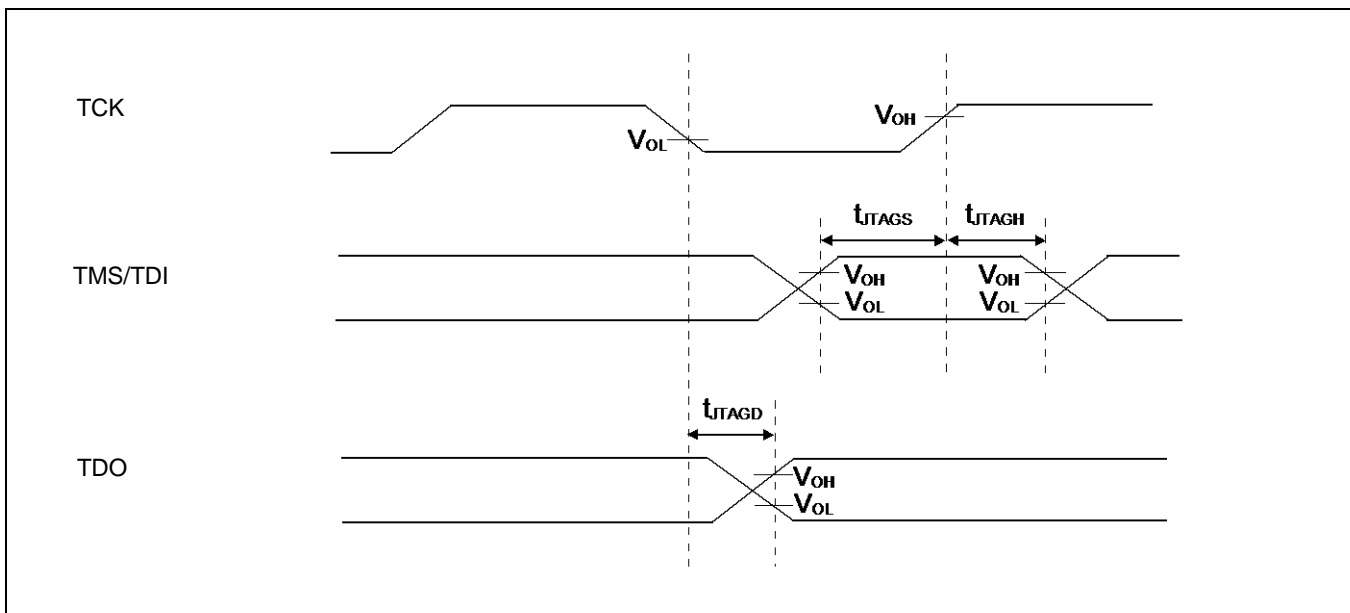 TCK
VOL
VOH
tJTAGS
tJTAGH
TMS/TDI
VOH
VOH
VOL
VOL
tJTAGD
TDO
VOH
VOL